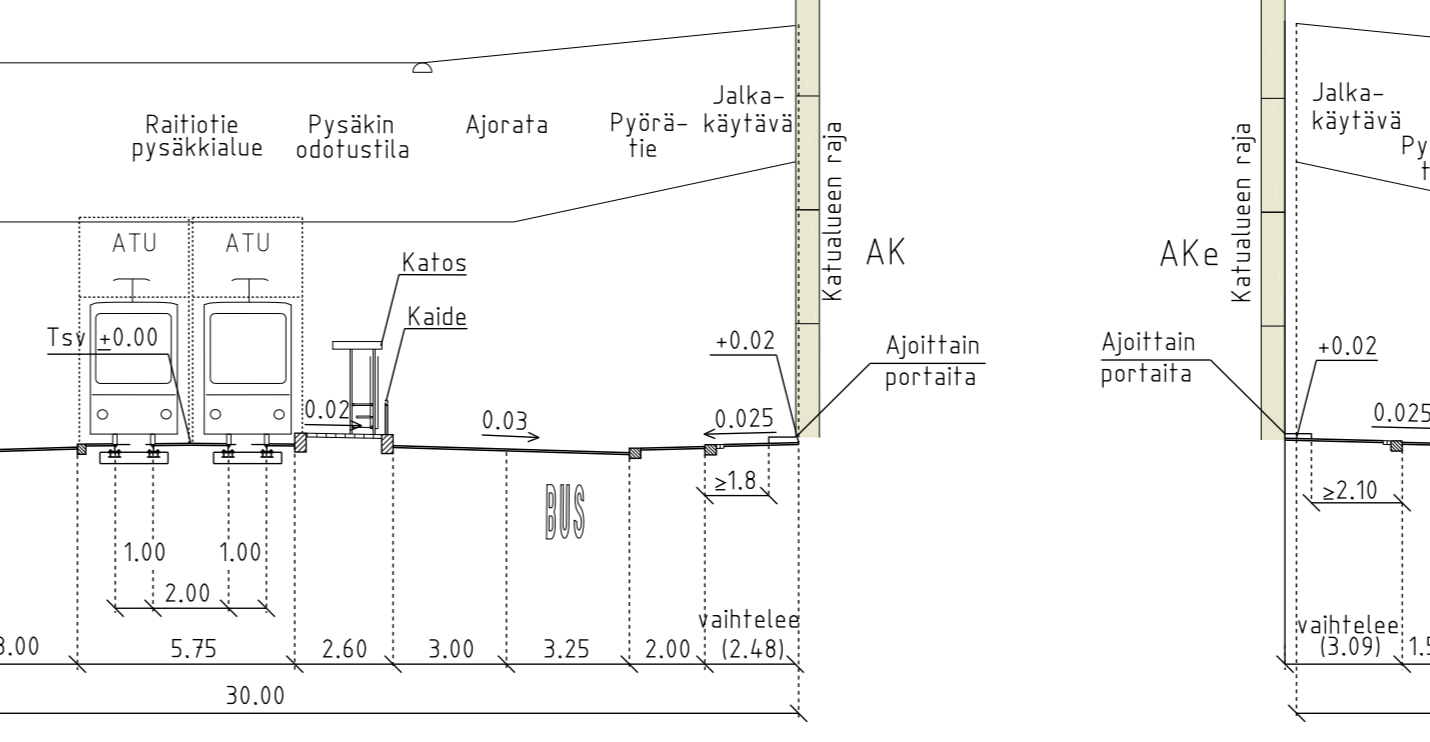 Raitiotie
pysäkkialue
Pysäkin
odotustila
Ajorata
Pyörä-
tie
Jalka-
käytävä
Katualueen raja
AK
ATU
ATU
Katos
Kaide
Tsv ±0.00
0.02
0.03
+0.02
0.025
Ajoittain
portaita
≥1.8
BUS
1.00
1.00
2.00
vaihtelee
5.75
2.60
3.00
3.25
2.00
(2.48)
30.00
Jalka-
käytävä
Katualueen raja
AKe
Ajoittain
portaita
+0.02
0.025
≥2.10
vaihtelee
(3.09)